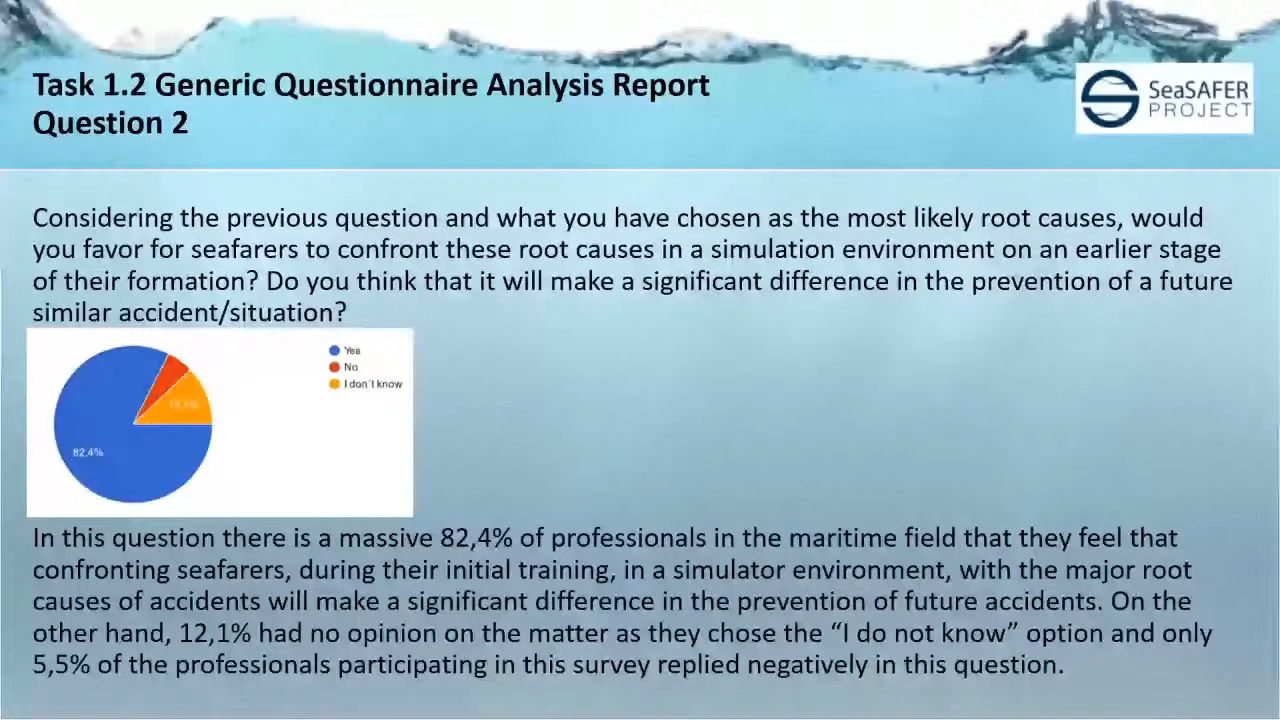 Task 1.2 Generic Questionnaire Analysis Report
Question 2
SeaSAFER
PROJECT
Considering the previous question and what you have chosen as the most likely root causes, would
you favor for seafarers to confront these root causes in a simulation environment on an earlier stage
of their formation? Do you think that it will make a significant difference in the prevention of a future
similar accident/situation?
Yes
No
I don´t know
82,4%
In this question there is a massive 82,4% of professionals in the maritime field that they feel that
confronting seafarers, during their initial training, in a simulator environment, with the major root
causes of accidents will make a significant difference in the prevention of future accidents. On the
other hand, 12,1% had no opinion on the matter as they chose the “I do not know” option and only
5,5% of the professionals participating in this survey replied negatively in this question.